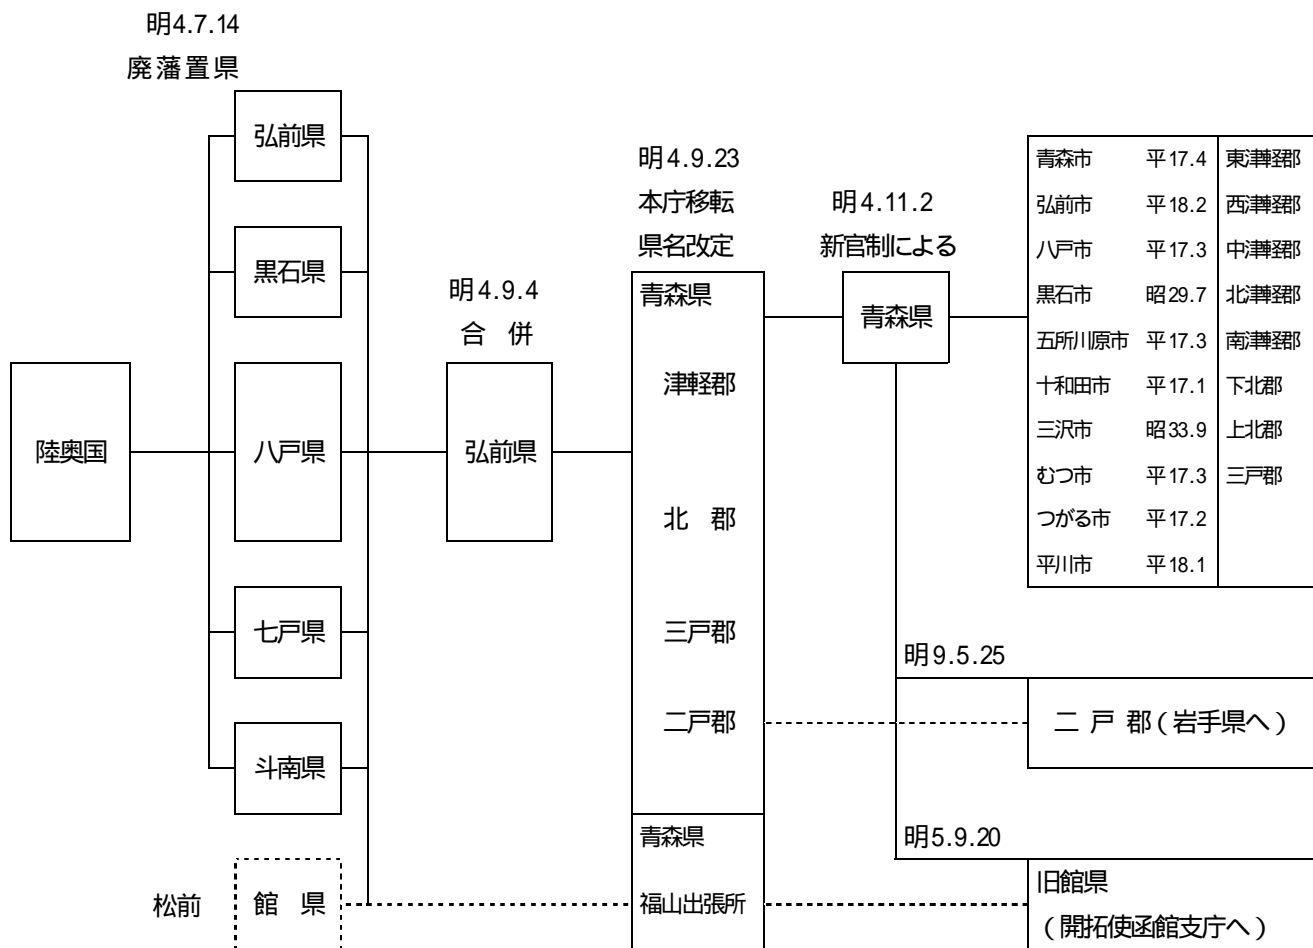 明4.7.14
廃藩置県
陸奥国
弘前県
黒石県
八戸県
七戸県
斗南県
松前
館 県
明4.9.4
合 併
弘前県
明4.9.23
本庁移転
県名改定
青森県
津軽郡
北 郡
三戸郡
二戸郡
青森県
福山出張所
明4.11.2
新官制による
青森県
青森市 平17.4 東津軽郡
弘前市 平18.2 西津軽郡
八戸市 平17.3 中津軽郡
黒石市 昭29.7 北津軽郡
五所川原市 平17.3 南津軽郡
十和田市 平17.1 下北郡
三沢市 昭33.9 上北郡
むつ市 平17.3 三戸郡
つがる市 平17.2
平川市 平18.1
明9.5.25
二 戸 郡(岩手県へ)
明5.9.20
旧館県
(開拓使函館支庁へ)